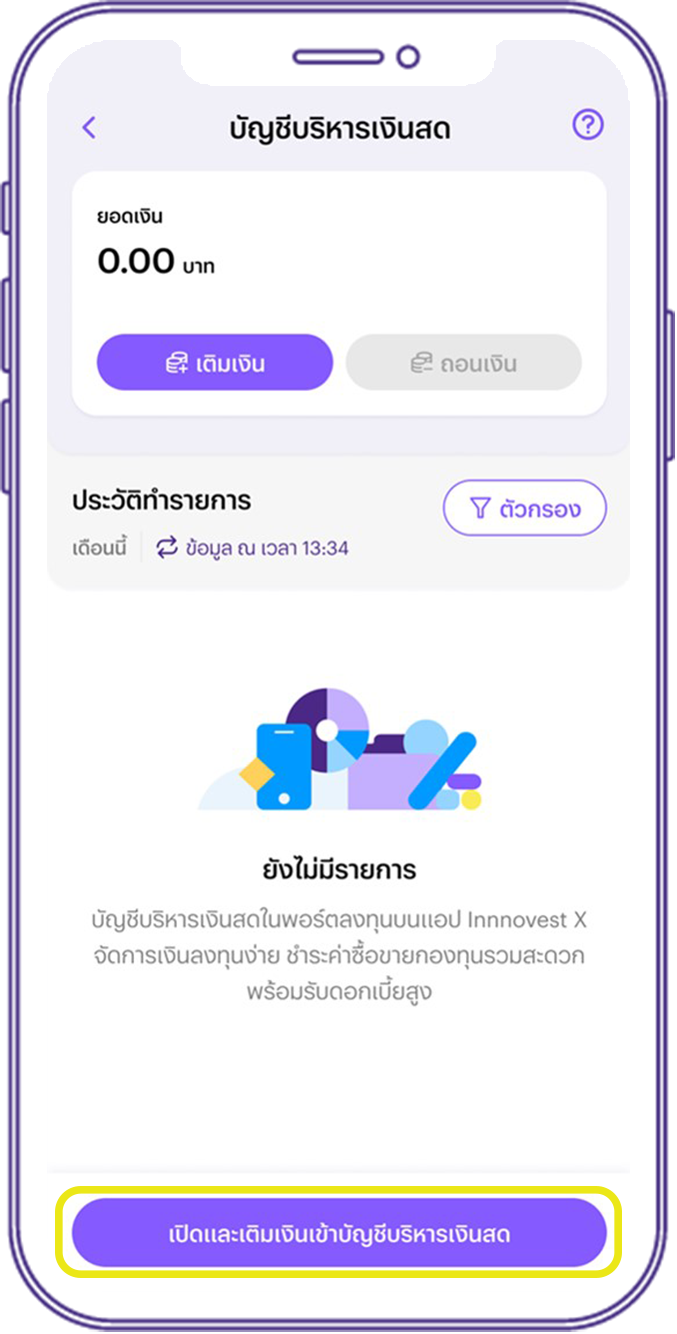 บัญชีบริหารเงินสด
ยอดเงิน
0.00 บาท
เติมเงิน
ถอนเงิน
ประวัติทำรายการ
ตัวกรอง
เดือนนี้
ข้อมูล ณ เวลา 13:34
ยังไม่มีรายการ
บัญชีบริหารเงินสดในพอร์ตลงทุนบนแอป Innnovest X
จัดการเงินลงทุนง่าย ชำระค่าซื้อขายกองทุนรวมสะดวก
พร้อมรับดอกเบี้ยสูง
เปิดและเติมเงินเข้าบัญชีบริหารเงินสด